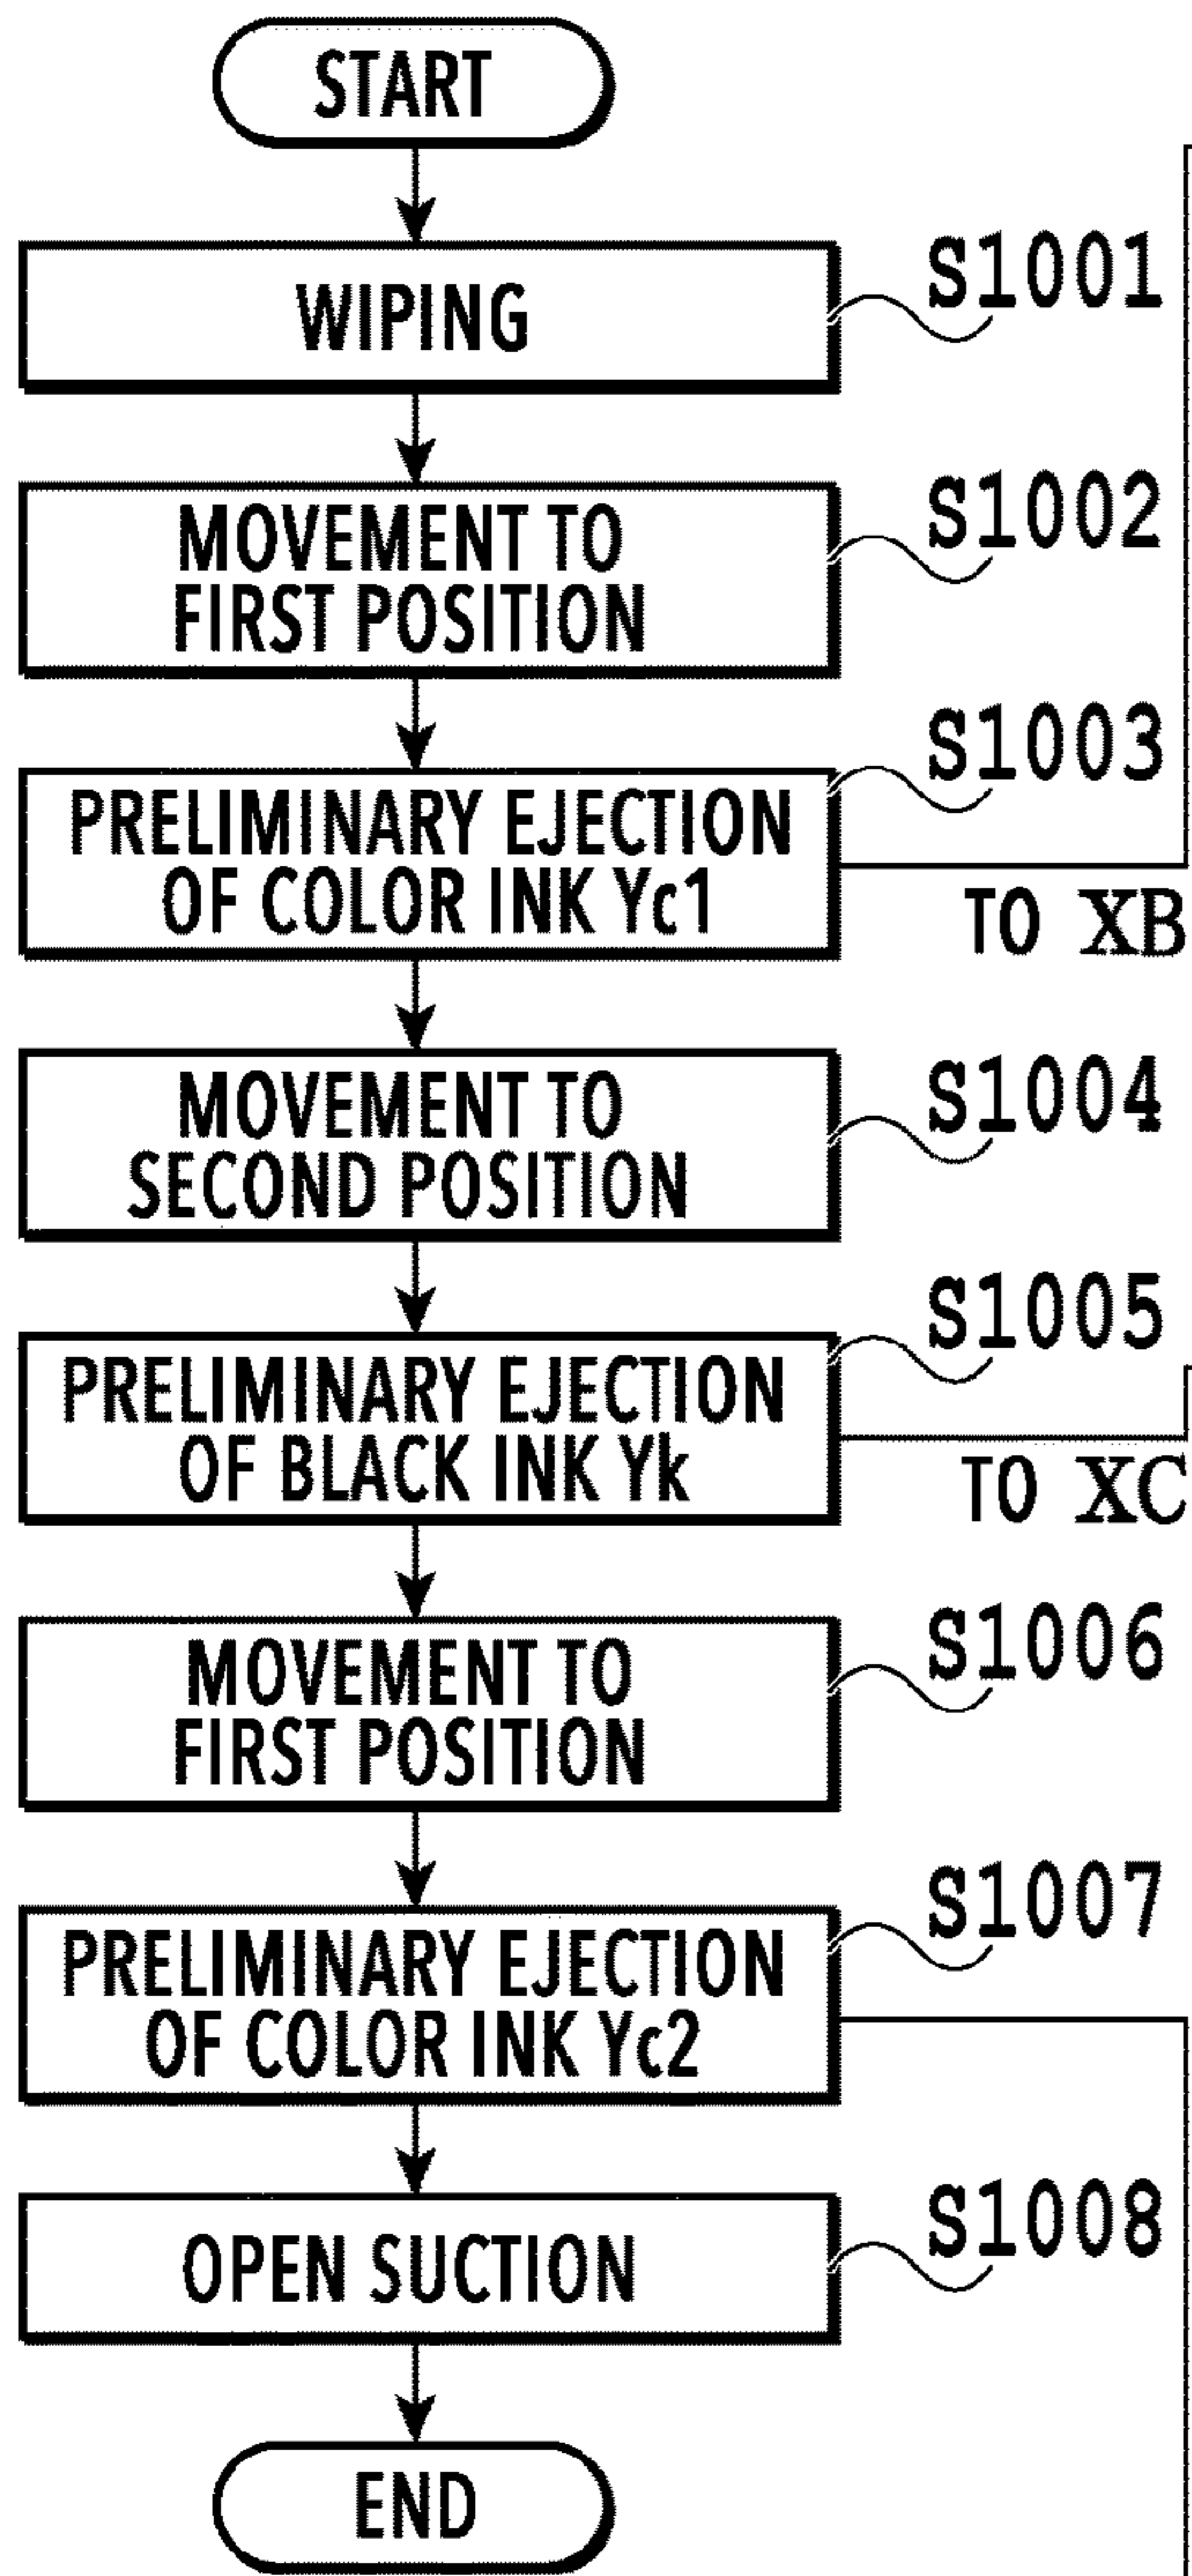 START
WIPING
S1001
MOVEMENT TO
FIRST POSITION
S1002
PRELIMINARY EJECTION
OF COLOR INK Yc1
S1003
TO XB
MOVEMENT TO
SECOND POSITION
S1004
PRELIMINARY EJECTION
OF BLACK INK Yk
S1005
TO XC
MOVEMENT TO
FIRST POSITION
S1006
PRELIMINARY EJECTION
OF COLOR INK Yc2
S1007
OPEN SUCTION
S1008
END